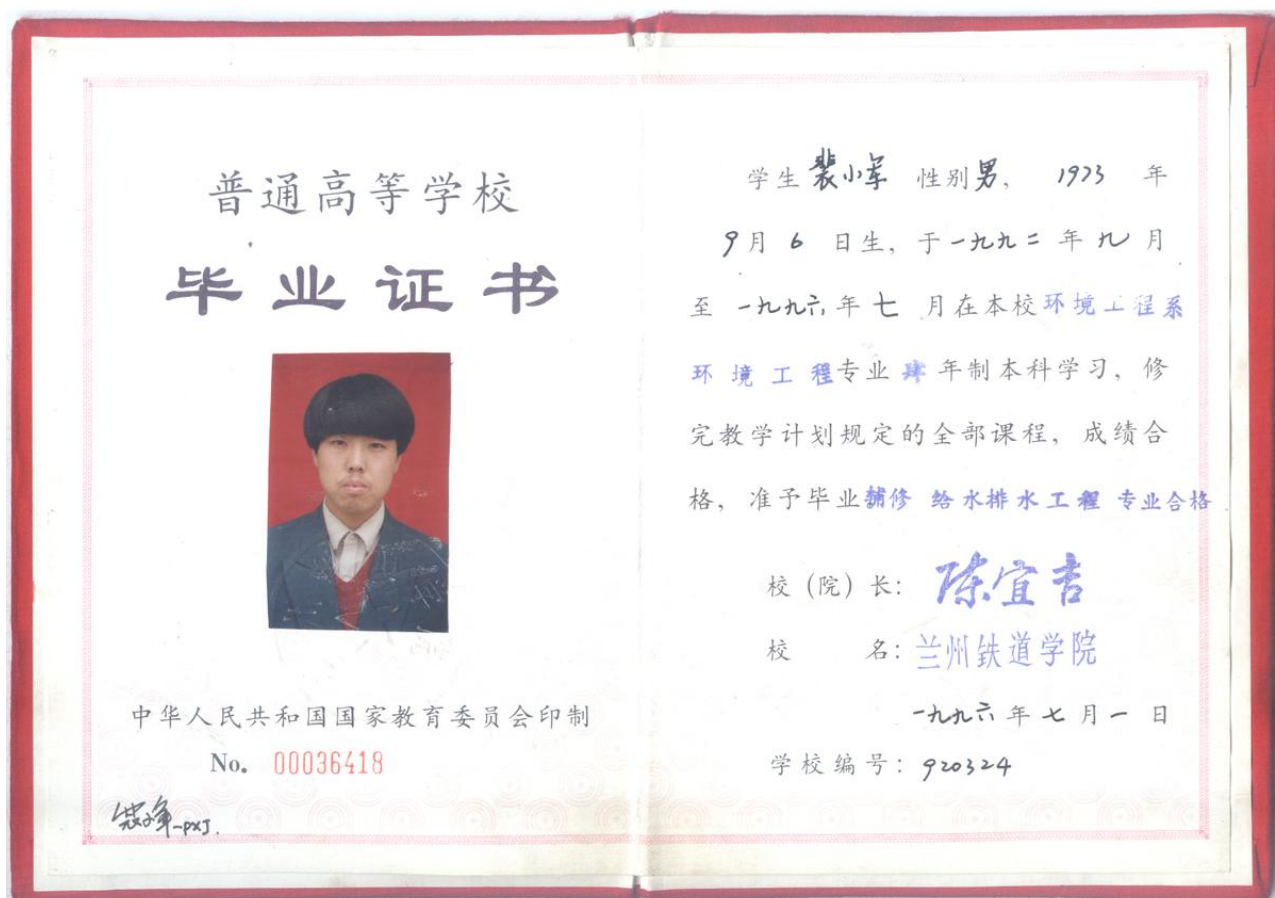 普通高等学校
毕业证书
中华人民共和国国家教育委员会印制
No. 00036418
裴小军-PXJ.
学生裴小军 性别男, 1973 年
9月 6 日生, 于一九九二年九月
至一九九六年七月在本校环境工程系
环境工程专业肆年制本科学习, 修
完教学计划规定的全部课程, 成绩合
格, 准予毕业辅修 给水排水工程 专业合格
校(院)长: 陈宜吉
校 名: 兰州铁道学院
一九九六年七月一日
学校编号: 920324